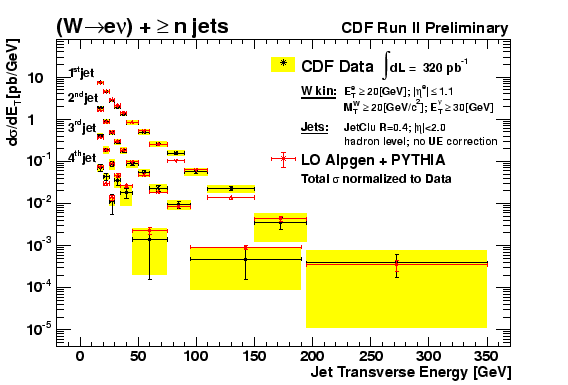 (W→eν) + ≥ n jets
CDF Run II Preliminary
dσ/dE_T [pb/GeV]
10
1
10⁻¹
10⁻²
10⁻³
10⁻⁴
10⁻⁵
1ˢᵗ jet
2ⁿᵈ jet
3ʳᵈ jet
4ᵗʰ jet
CDF Data ∫dL = 320 pb⁻¹
W kin: E_T^e ≥ 20[GeV]; |η^e| ≤ 1.1
M_T^W ≥ 20[GeV/c²]; E_T^ν ≥ 30[GeV]
Jets: JetClu R=0.4; |η|<2.0
hadron level; no UE correction
LO Alpgen + PYTHIA
Total σ normalized to Data
0 50 100 150 200 250 300 350
Jet Transverse Energy [GeV]